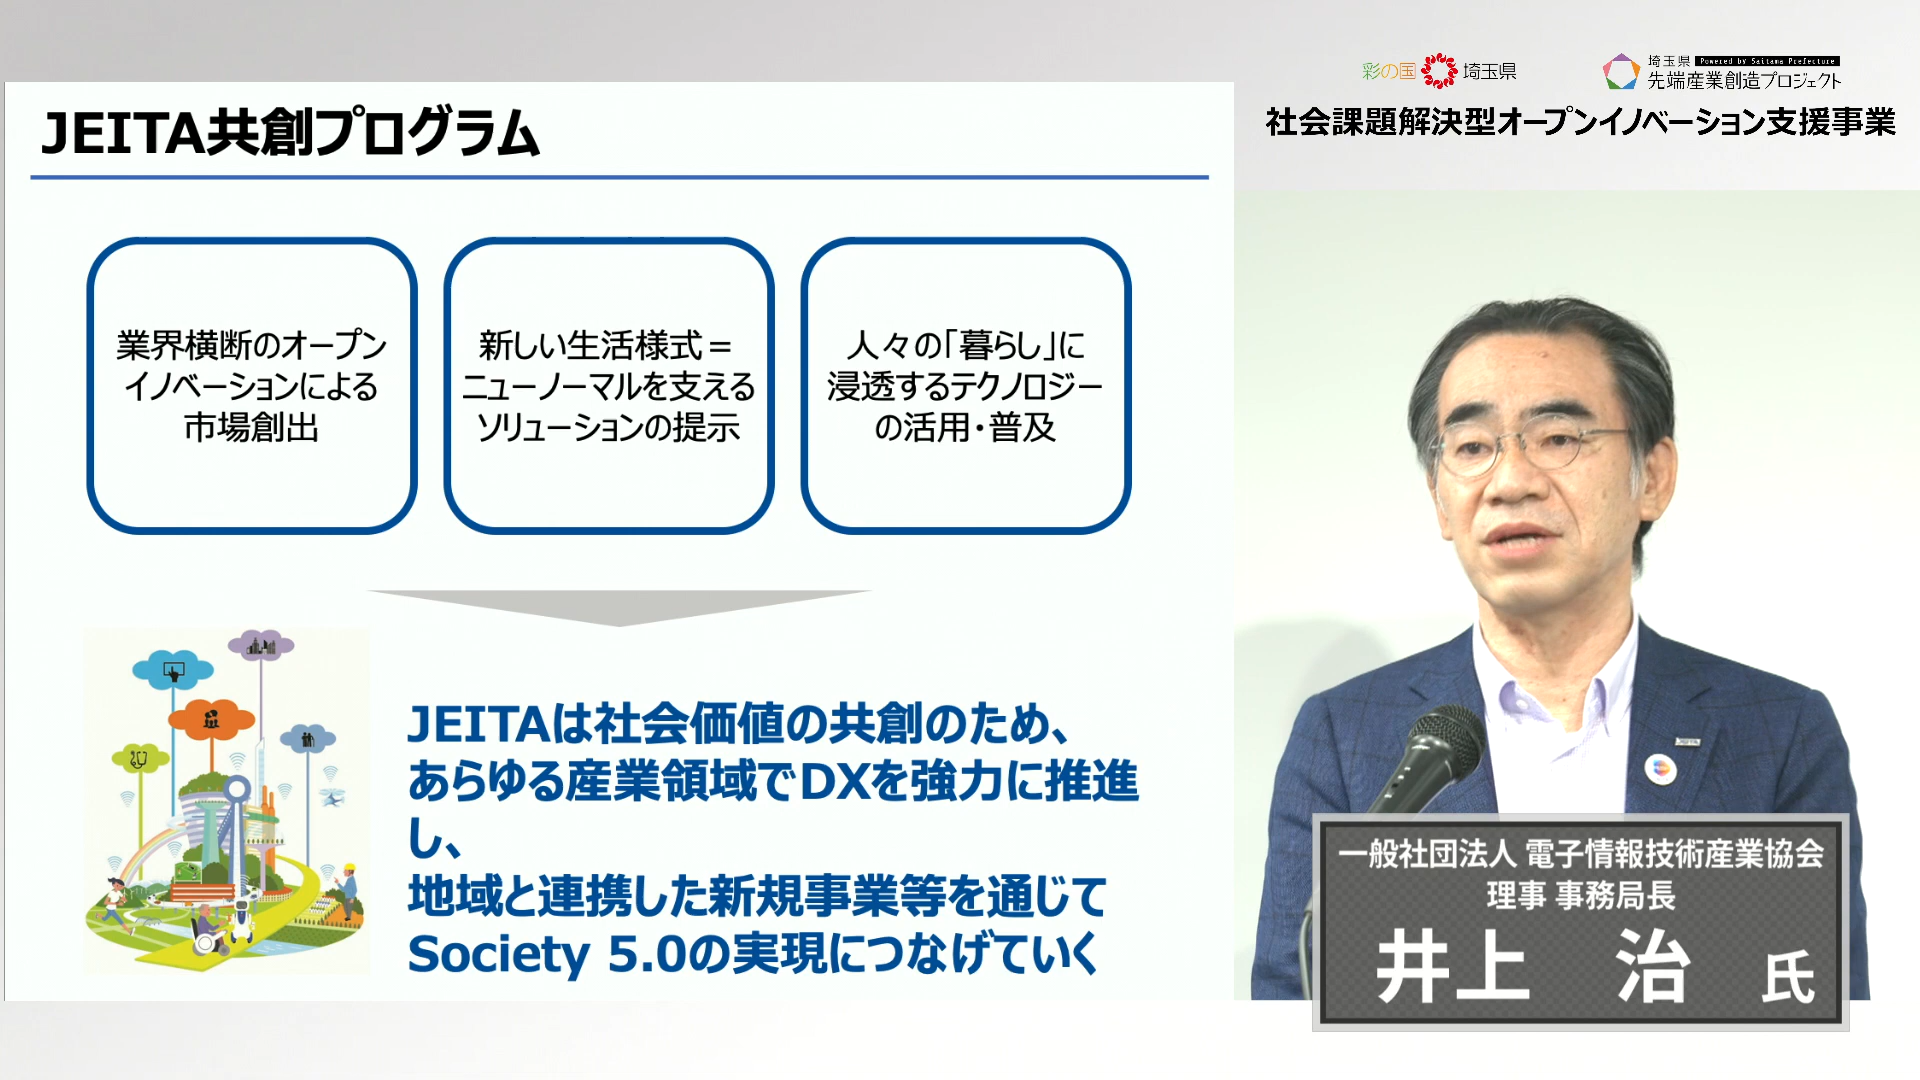 JEITA共創プログラム
業界横断のオープン
イノベーションによる
市場創出
新しい生活様式＝
ニューノーマルを支える
ソリューションの提示
人々の「暮らし」に
浸透するテクノロジー
の活用・普及
JEITAは社会価値の共創のため、
あらゆる産業領域でDXを強力に推進
し、
地域と連携した新規事業等を通じて
Society 5.0の実現につなげていく
彩の国 埼玉県
埼玉県 Powered by Saitama Prefecture
先端産業創造プロジェクト
社会課題解決型オープンイノベーション支援事業
一般社団法人 電子情報技術産業協会
理事 事務局長
井上 治 氏